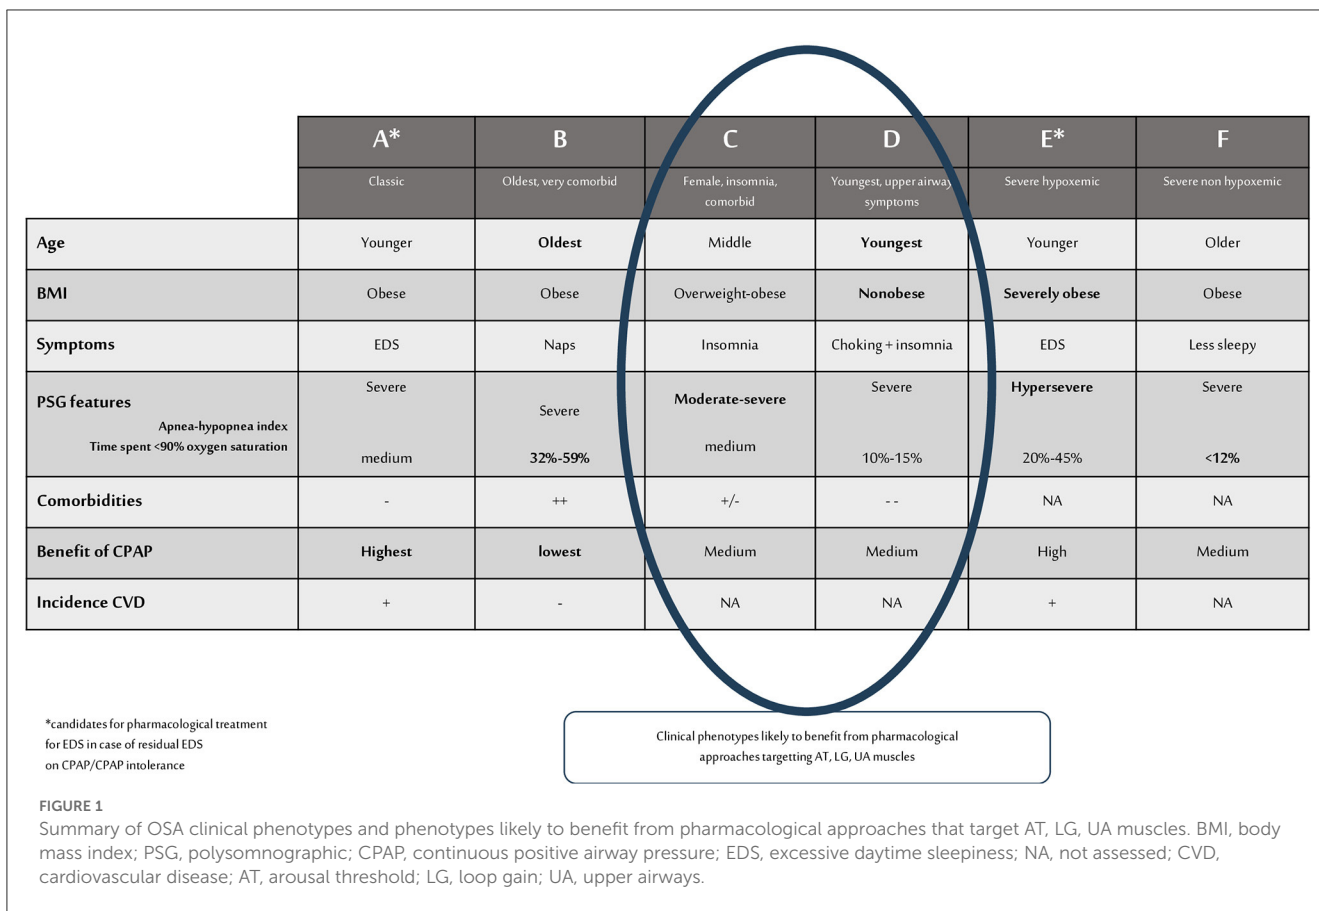 A* B C D E* F
Classic Oldest, very comorbid Female, insomnia, comorbid Youngest, upper airway symptoms Severe hypoxemic Severe non hypoxemic
Age Younger Oldest Middle Youngest Younger Older
BMI Obese Obese Overweight-obese Nonobese Severely obese Obese
Symptoms EDS Naps Insomnia Choking + insomnia EDS Less sleepy
PSG features
Apnea-hypopnea index Severe Severe Moderate-severe Severe Hypersevere Severe
Time spent <90% oxygen saturation medium 32%-59% medium 10%-15% 20%-45% <12%
Comorbidities - ++ +/- - - NA NA
Benefit of CPAP Highest lowest Medium Medium High Medium
Incidence CVD + - NA NA + NA
*candidates for pharmacological treatment
for EDS in case of residual EDS
on CPAP/CPAP intolerance
Clinical phenotypes likely to benefit from pharmacological
approaches targetting AT, LG, UA muscles
FIGURE 1
Summary of OSA clinical phenotypes and phenotypes likely to benefit from pharmacological approaches that target AT, LG, UA muscles. BMI, body
mass index; PSG, polysomnographic; CPAP, continuous positive airway pressure; EDS, excessive daytime sleepiness; NA, not assessed; CVD,
cardiovascular disease; AT, arousal threshold; LG, loop gain; UA, upper airways.